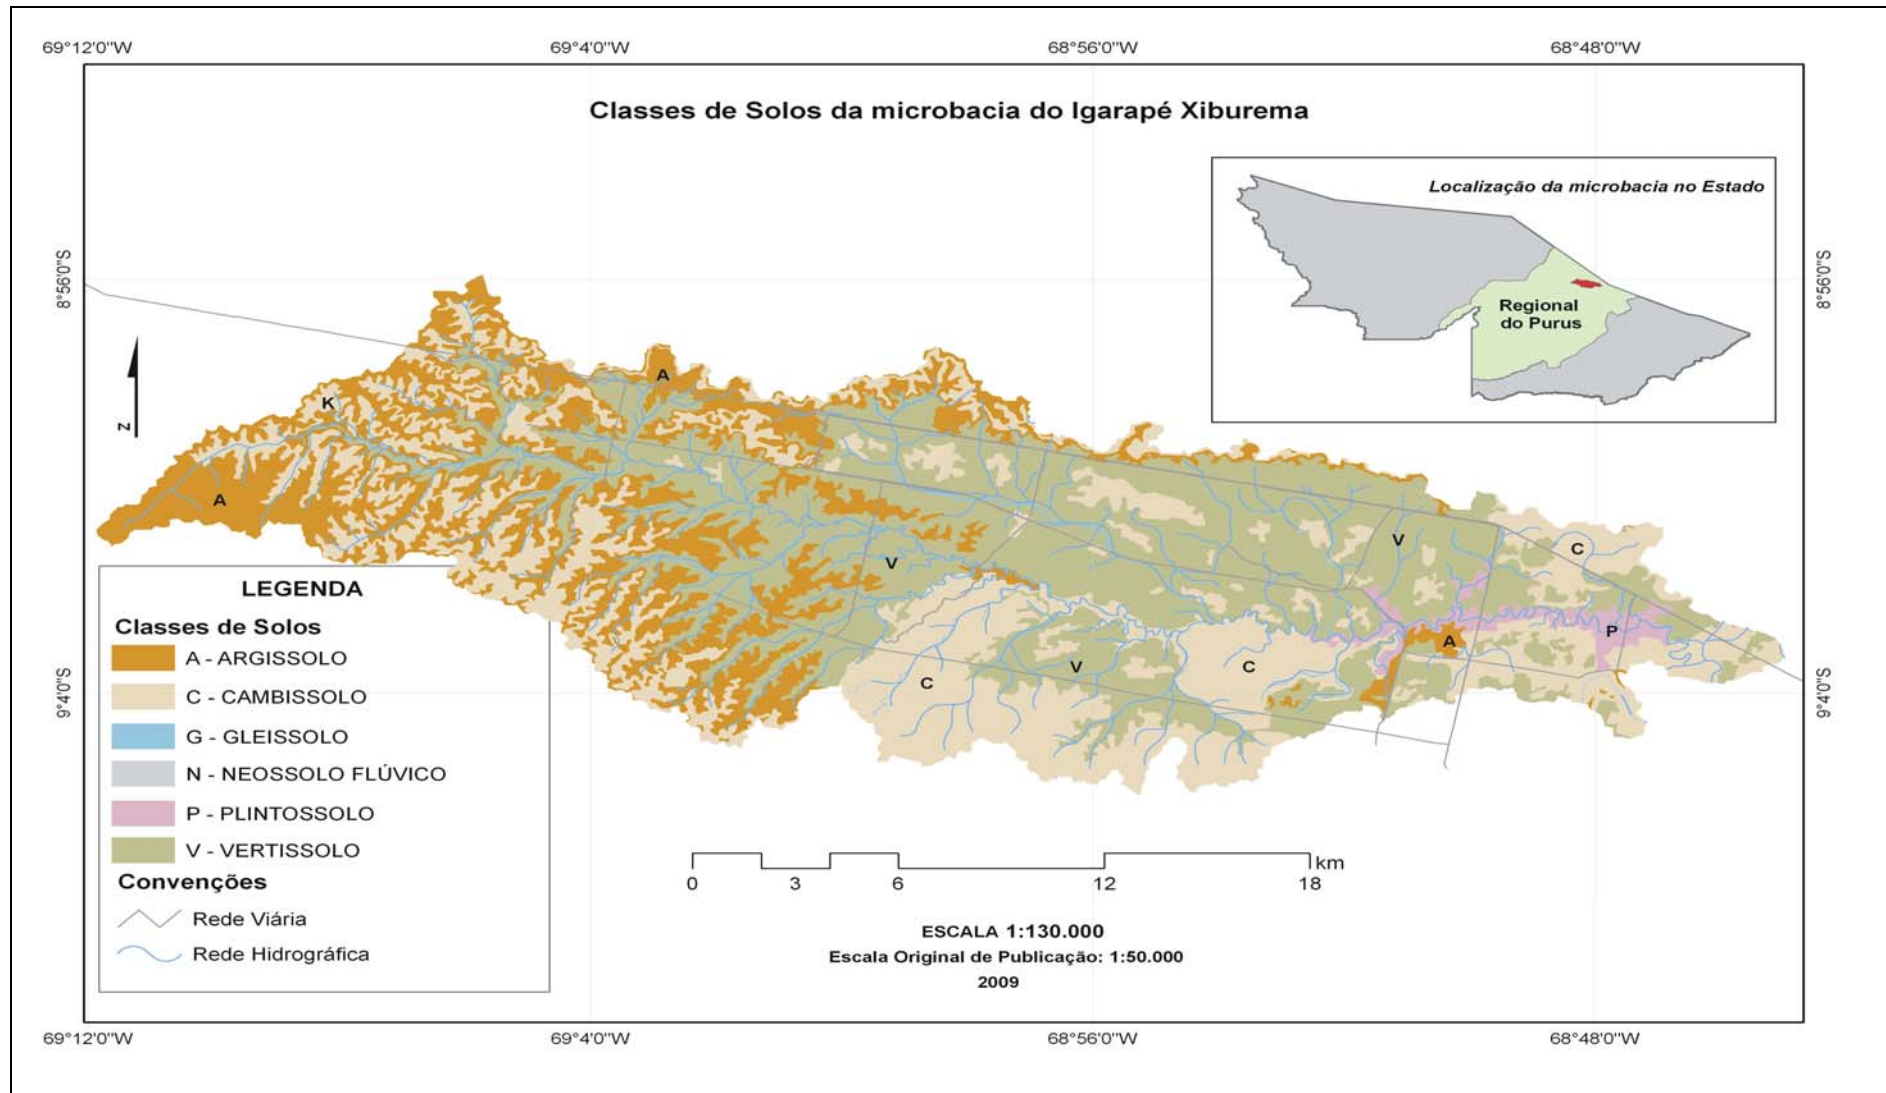 69°12'0"W 69°4'0"W 68°56'0"W 68°48'0"W
Classes de Solos da microbacia do Igarapé Xiburema
Localização da microbacia no Estado
Regional
do Purus
8°56'0"S
8°56'0"S
9°4'0"S
9°4'0"S
N
A
K
A
V
V
C
P
A
C
V
C
LEGENDA
Classes de Solos
A - ARGISSOLO
C - CAMBISSOLO
G - GLEISSOLO
N - NEOSSOLO FLÚVICO
P - PLINTOSSOLO
V - VERTISSOLO
Convenções
Rede Viária
Rede Hidrográfica
km
0 3 6 12 18
ESCALA 1:130.000
Escala Original de Publicação: 1:50.000
2009
69°12'0"W 69°4'0"W 68°56'0"W 68°48'0"W